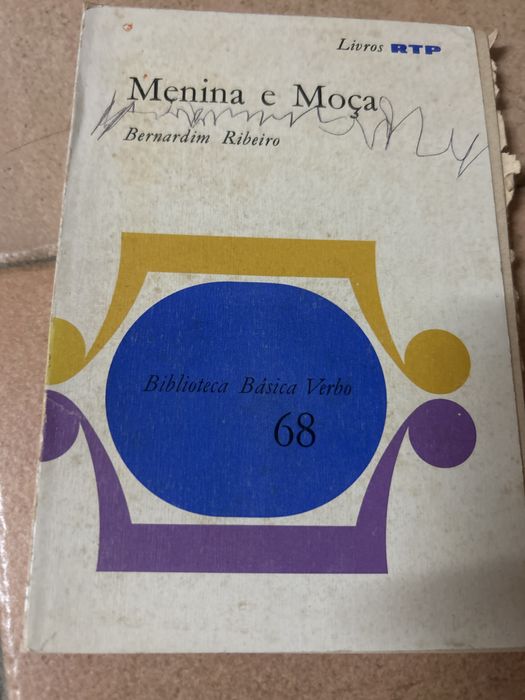 Livros RTP
Menina e Moça
Bernardim Ribeiro
Biblioteca Básica Verbo
68